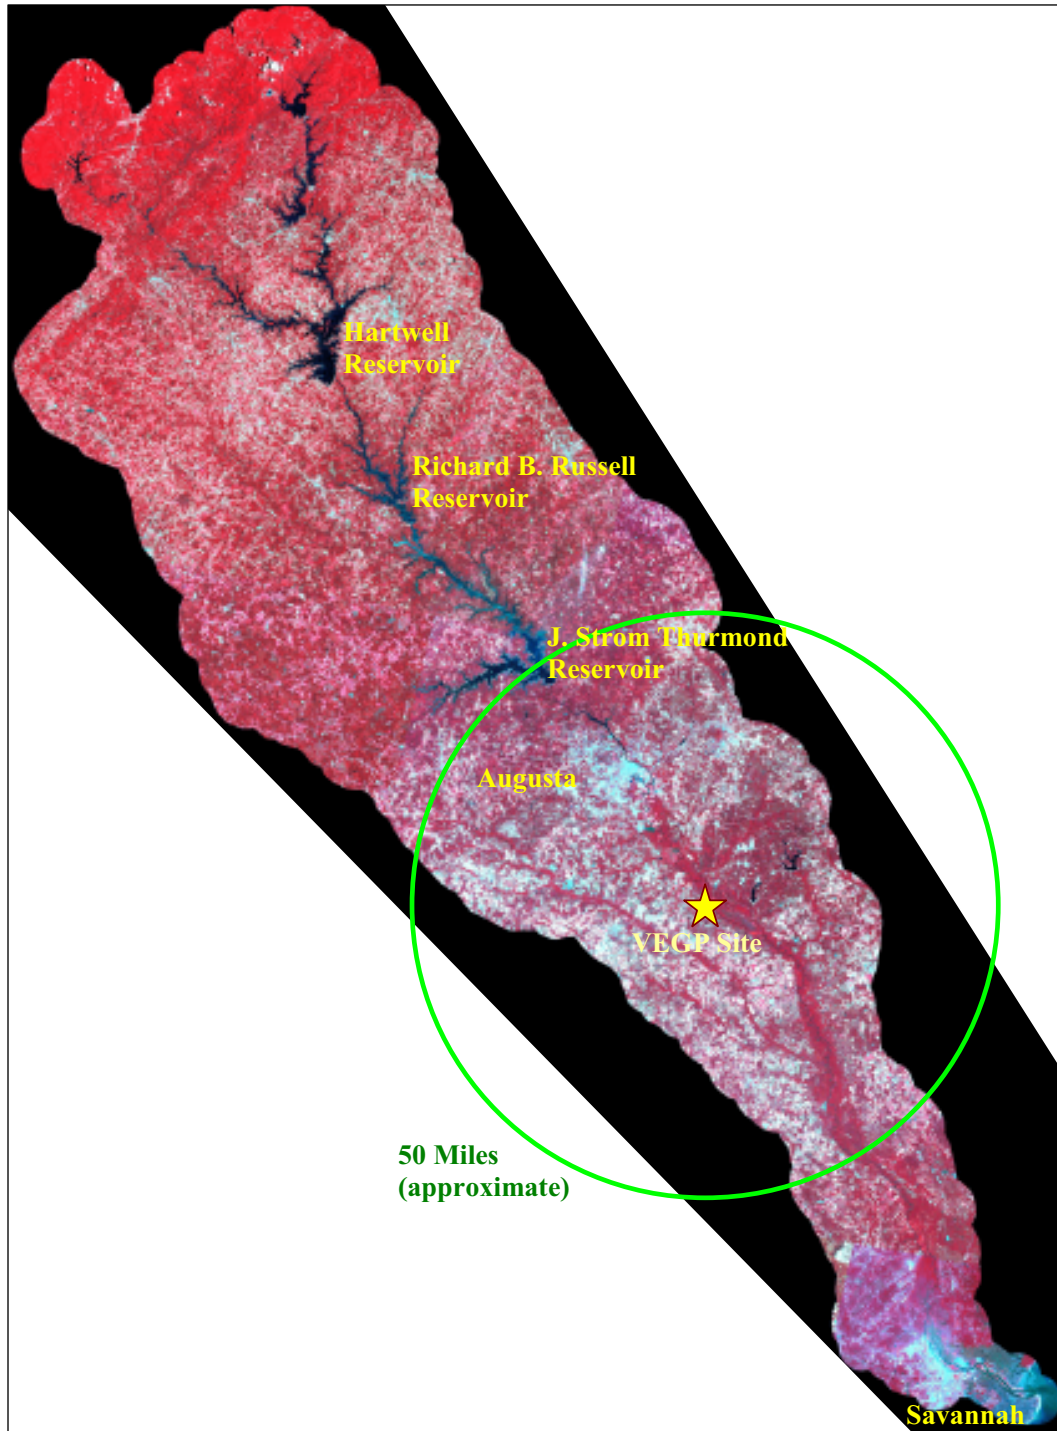 Hartwell
Reservoir
Richard B. Russell
Reservoir
J. Strom Thurmond
Reservoir
Augusta
VEGP Site
50 Miles
(approximate)
Savannah